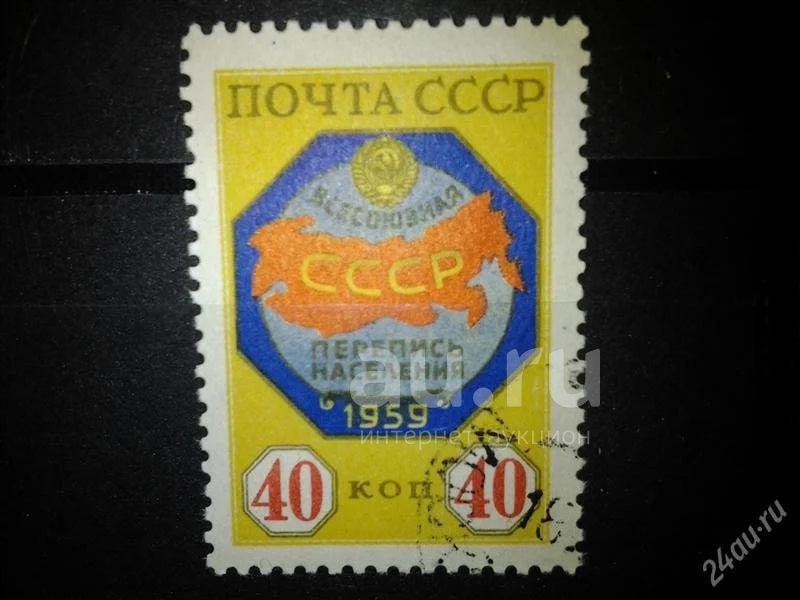 ПОЧТА СССР
ВСЕСОЮЗНАЯ
СССР
ПЕРЕПИСЬ
НАСЕЛЕНИЯ
1959
40 КОП 40
au.ru
интернет-аукцион
24au.ru